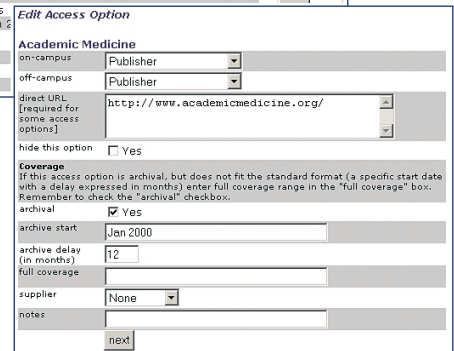 Edit Access Option
Academic Medicine
on-campus Publisher
off-campus Publisher
direct URL http://www.academicmedicine.org/
[required for
some access
options]
hide this option Yes
Coverage
If this access option is archival, but does not fit the standard format (a specific start date
with a delay expressed in months) enter full coverage range in the "full coverage" box.
Remember to check the "archival" checkbox.
archival Yes
archive start Jan 2000
archive delay 12
(in months)
full coverage
supplier None
notes
next